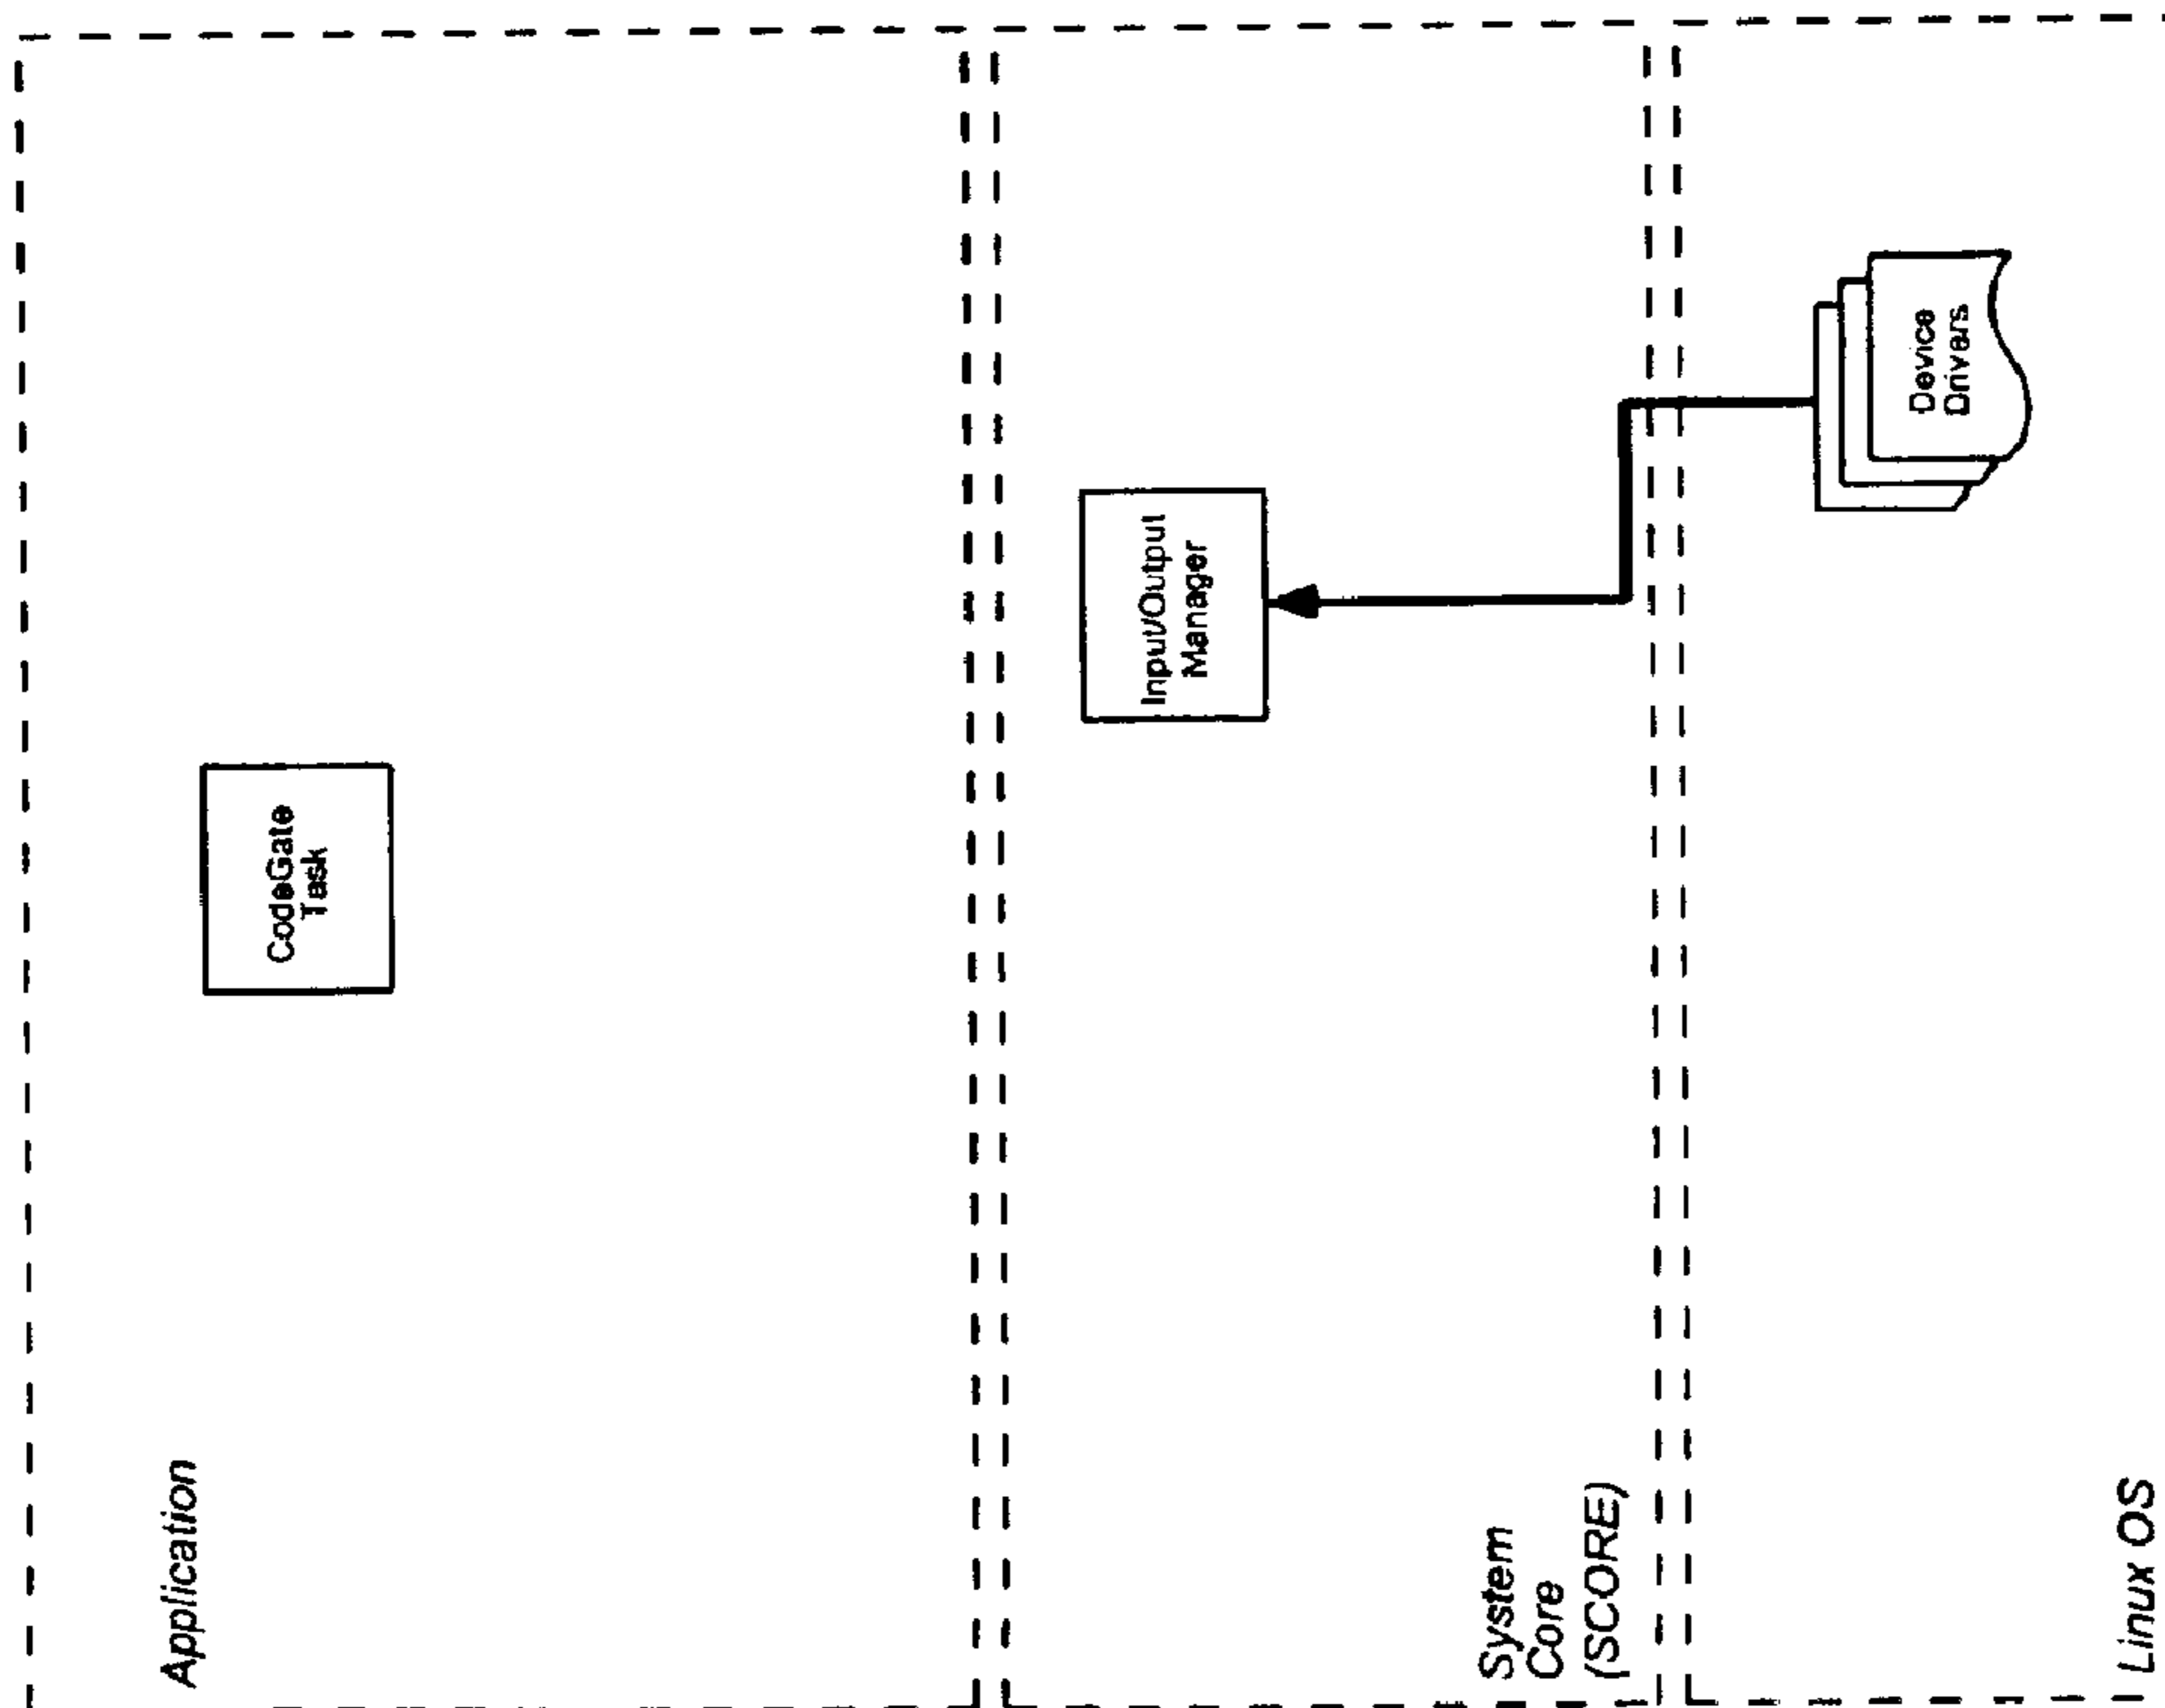 Application
CodeGate
Task
System
Core
(SCORE)
Input/Output
Manager
Linux OS
Device
Drivers